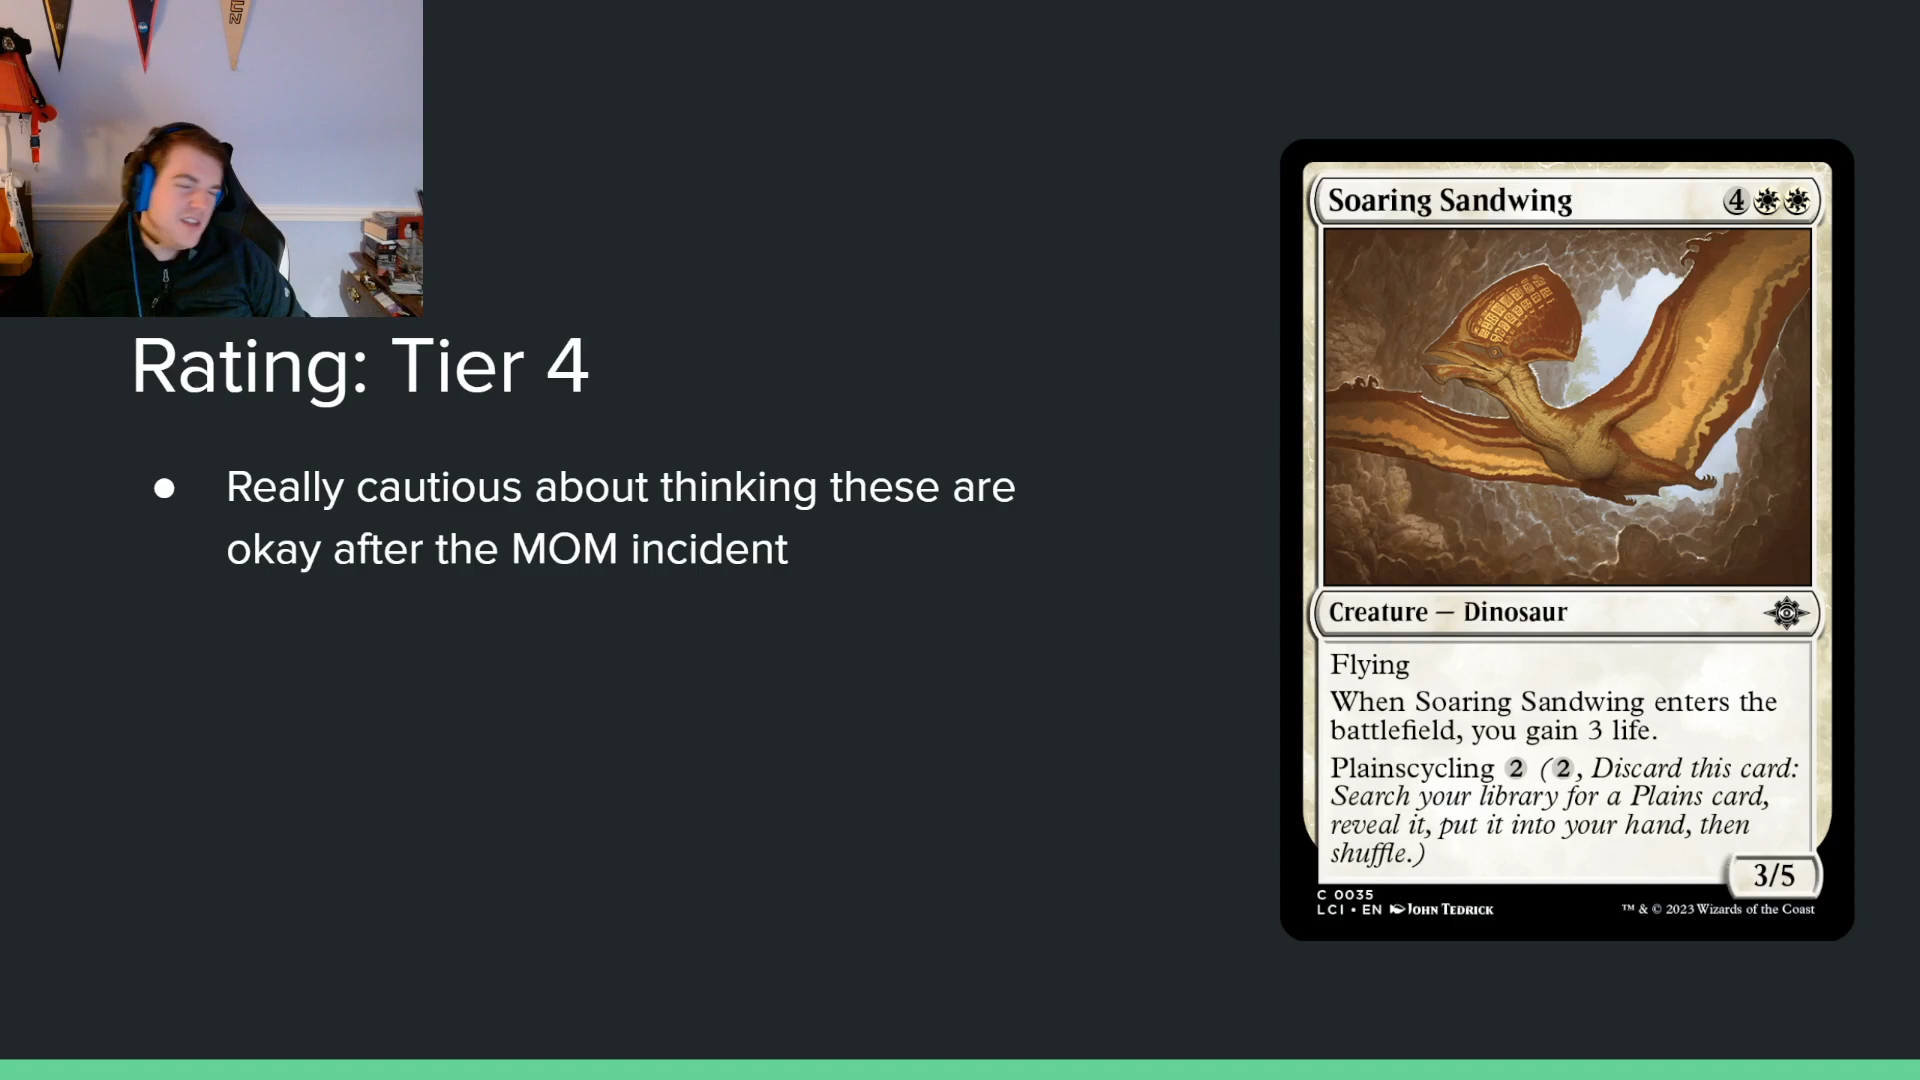 Rating: Tier 4
● Really cautious about thinking these are
okay after the MOM incident
Soaring Sandwing 4
Creature — Dinosaur
Flying
When Soaring Sandwing enters the
battlefield, you gain 3 life.
Plainscycling 2 (2, Discard this card:
Search your library for a Plains card,
reveal it, put it into your hand, then
shuffle.)
3/5
C 0035
LCI • EN John Tedrick
™ & © 2023 Wizards of the Coast